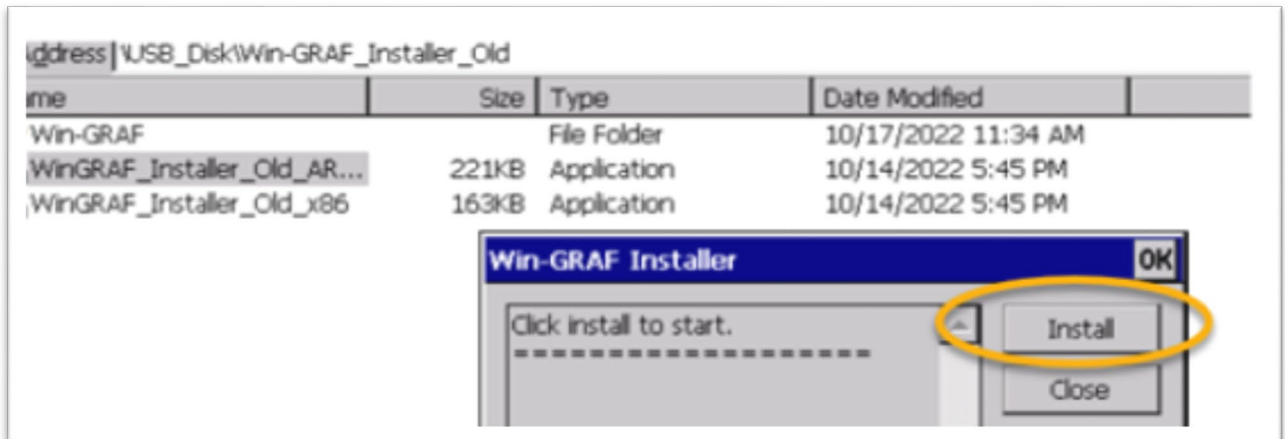 Address \USB_Disk\Win-GRAF_Installer_Old
me Size Type Date Modified
Win-GRAF File Folder 10/17/2022 11:34 AM
WinGRAF_Installer_Old_AR... 221KB Application 10/14/2022 5:45 PM
WinGRAF_Installer_Old_x86 163KB Application 10/14/2022 5:45 PM
Win-GRAF Installer OK
Click install to start. Install
====================
Close